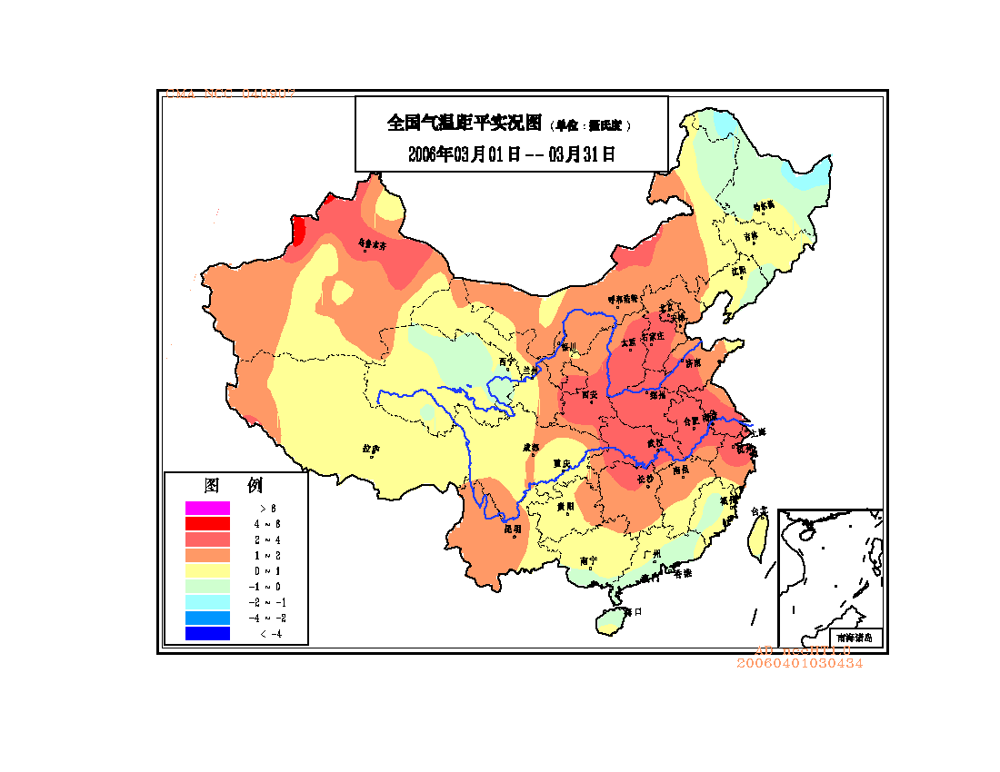 CMA NCC 040902
全国气温距平实况图 (单位:摄氏度)
2006年03月01日 -- 03月31日
哈尔滨
吉林
沈阳
乌鲁木齐
呼和浩特
北京
天津
太原 石家庄
银川
济南
西宁
兰州
西安
郑州
合肥 南京
上海
拉萨
成都
武汉
杭州
重庆
南昌
长沙
贵阳
福州
昆明
台北
南宁
广州
澳门 香港
海口
图 例
> 6
4 ~ 6
2 ~ 4
1 ~ 2
0 ~ 1
-1 ~ 0
-2 ~ -1
-4 ~ -2
< -4
南海诸岛
20060401030434